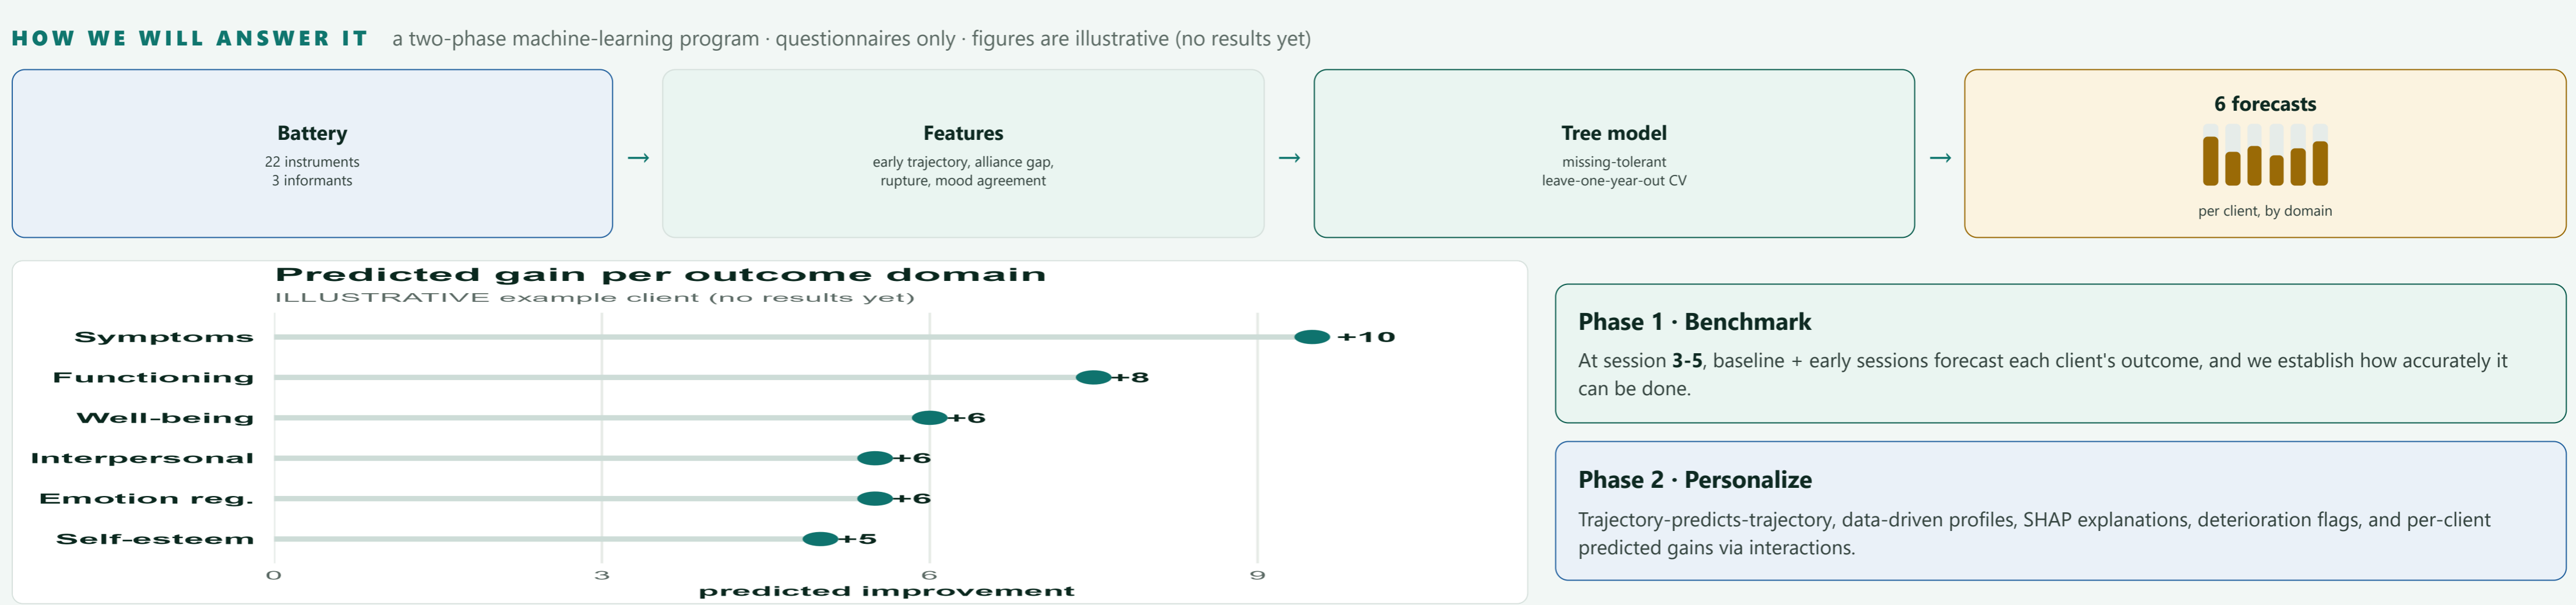 HOW WE WILL ANSWER IT a two-phase machine-learning program · questionnaires only · figures are illustrative (no results yet)
Battery
22 instruments
3 informants
→
Features
early trajectory, alliance gap,
rupture, mood agreement
→
Tree model
missing-tolerant
leave-one-year-out CV
→
6 forecasts
per client, by domain
Predicted gain per outcome domain
ILLUSTRATIVE example client (no results yet)
Symptoms +10
Functioning +8
Well-being +6
Interpersonal +6
Emotion reg. +6
Self-esteem +5
0 3 6 9
predicted improvement
Phase 1 · Benchmark
At session 3-5, baseline + early sessions forecast each client's outcome, and we establish how accurately it
can be done.
Phase 2 · Personalize
Trajectory-predicts-trajectory, data-driven profiles, SHAP explanations, deterioration flags, and per-client
predicted gains via interactions.